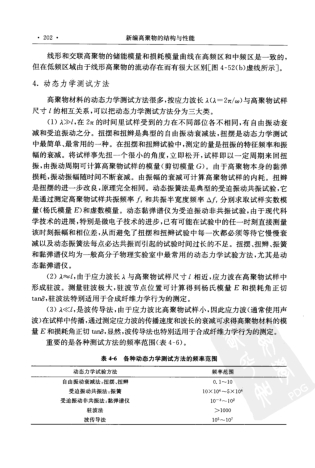 • 202 •	新编高聚物的结构与性能
线形和交联高聚物的储能模量和损耗模量曲线在高频区和中频区是一致的,
但在低频区域由于线形高聚物的流动存在而有很大区别[图 4-52(b)虚线所示]。
4. 动态力学测试方法
高聚物材料的动态力学测试方法很多,按应力波长 λ(λ=2π/ω)与高聚物试样
尺寸 l 的相互关系,可以把动态测试方法分为三大类。
(1) λ≫l,在 2π 的时间里试样受到的力在不同部位各不相同,有自由振动衰
减和受迫振动之分。扭摆和扭辫是典型的自由振动衰减法,扭摆是动态力学测试
中最简单、最常用的一种。在扭摆和扭辫试验中,测定的量是扭振的特征频率和振
幅的衰减。将试样事先扭一个很小的角度,立即松开,试样即以一定周期来回扭
振,由振动周期可计算高聚物的模量(剪切模量 G)。由于高聚物本身的黏弹
损耗,振动振幅随时间不断衰减。由振幅的衰减可计算高聚物试样的内耗。扭辫
是扭摆的进一步改良,原理完全相同。动态振簧法是典型的受迫振动共振试验,它
是通过测定高聚物试样共振频率 fᵣ 和共振半宽度频率 Δfᵣ 分别求取试样实数模
量(杨氏模量 E)和虚数模量。动态黏弹谱仪为受迫振动非共振试验,由于现代科
学技术的进展,特别是微电子技术的进步,已有可能在试验中的任一时刻直接测量
该时刻振幅和相位差,从而避免了扭摆和扭辫试验中每一次都必须等待它慢慢衰
减以及动态振簧法每点必达共振而引起的试验时间过长的不足。扭摆、扭辫、振簧
和黏弹谱仪均为一般高分子物理实验室中最常用的动态力学试验方法,尤其是动
态黏弹谱仪。
(2) λ≈l,由于应力波长 λ 与高聚物试样尺寸 l 相近,应力波在高聚物试样中
形成驻波。测量驻波极大、驻波节点位置可计算得到杨氏模量 E 和损耗角正切
tanδ,驻波法特别适用于合成纤维力学行为的测定。
(3) λ≪l,是波传导法,由于应力波长比高聚物试样小,因此应力波(通常使用声
波)在试样中传播,通过测定应力波的传播速度和波长的衰减可求得高聚物材料的模
量 E 和损耗角正切 tanδ,显然,波传导法也特别适用于合成纤维力学行为的测定。
重要的是各种测试方法的频率范围(表 4-6)。
表 4-6 各种动态力学测试方法的频率范围
动态力学试验方法	频率范围
自由振动衰减法:扭摆、扭辫	0.1~10
受迫振动共振法:振簧	10×10⁰~5×10⁴
受迫振动非共振法:黏弹谱仪	10⁻³~10²
驻波法	>1000
波传导法	10⁵~10⁷